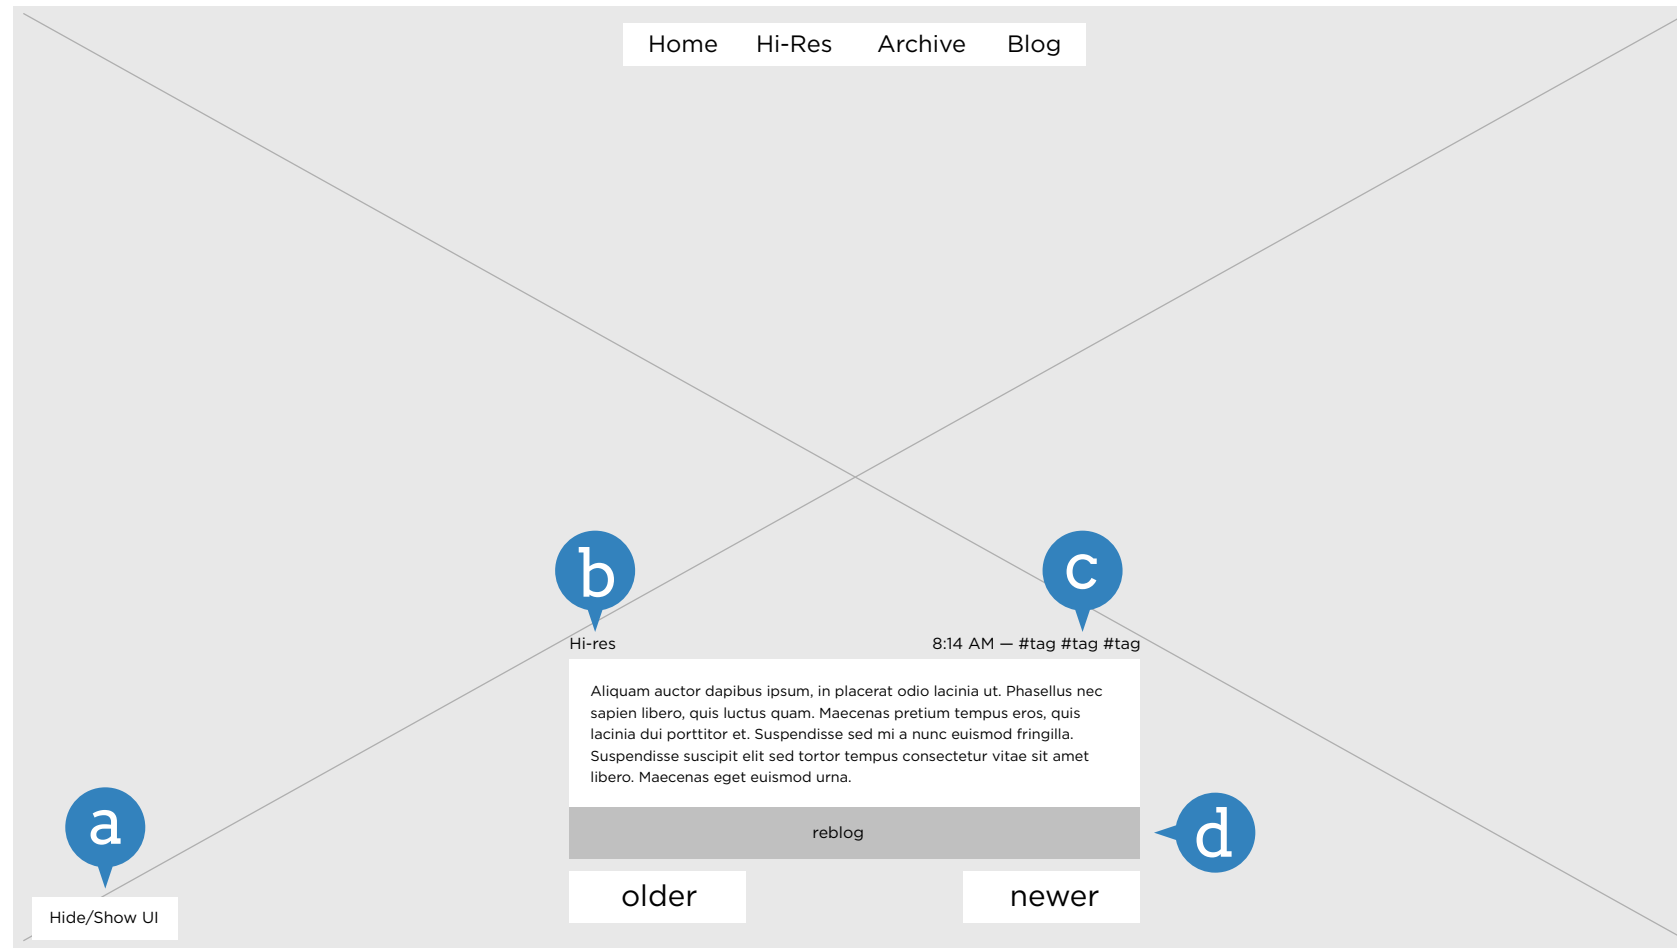 Home Hi-Res Archive Blog
b
c
Hi-res
8:14 AM — #tag #tag #tag
Aliquam auctor dapibus ipsum, in placerat odio lacinia ut. Phasellus nec
sapien libero, quis luctus quam. Maecenas pretium tempus eros, quis
lacinia dui porttitor et. Suspendisse sed mi a nunc euismod fringilla.
Suspendisse suscipit elit sed tortor tempus consectetur vitae sit amet
libero. Maecenas eget euismod urna.
a
reblog
d
older
newer
Hide/Show UI